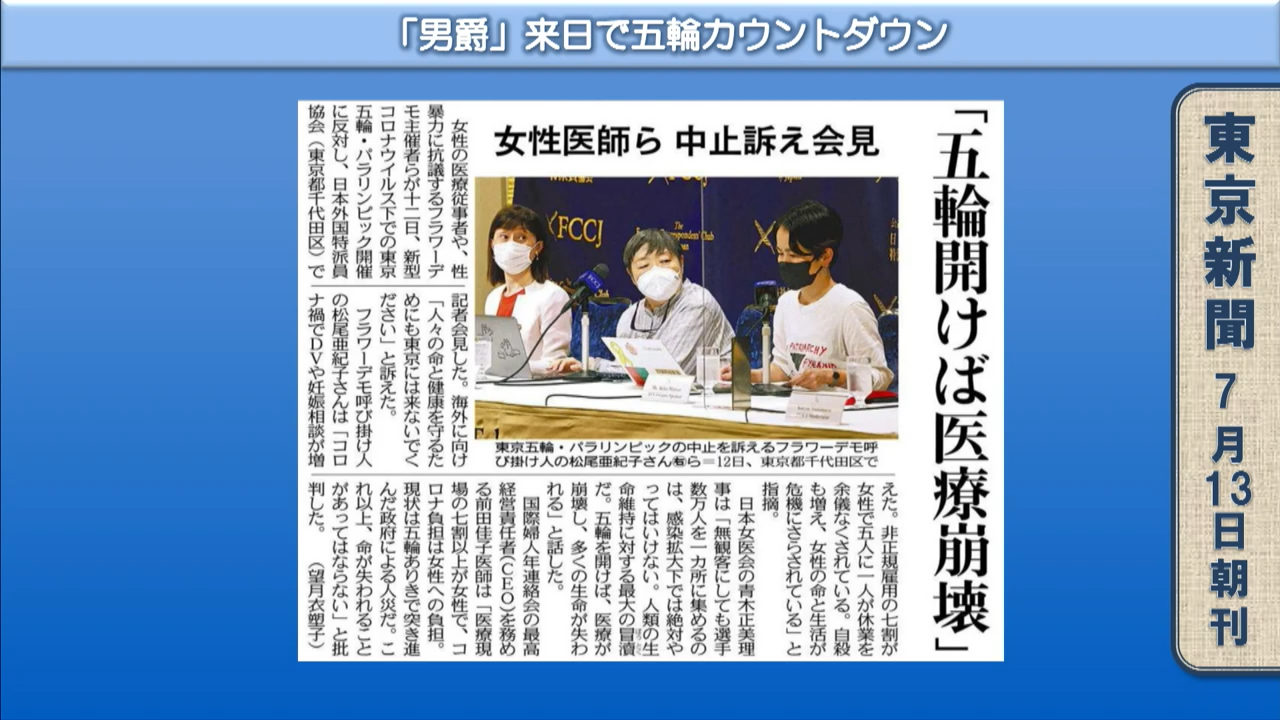 「男爵」来日で五輪カウントダウン
東京新聞 7月13日朝刊
「五輪開けば医療崩壊」
女性医師ら 中止訴え会見
FCCJ
FCCJ
The
Correspondents' Club
FCCJ
PATRIARCHY
東京五輪・パラリンピックの中止を訴えるフラワーデモ呼
び掛け人の松尾亜紀子さん㊨ら＝12日、東京都千代田区で
女性の医療従事者や、性
暴力に抗議するフラワーデ
モ主催者らが十二日、新型
コロナウイルス下での東京
五輪・パラリンピック開催
に反対し、日本外国特派員
協会（東京都千代田区）で
記者会見した。海外に向け
「人々の命と健康を守るた
めにも東京には来ないでく
ださい」と訴えた。
フラワーデモ呼び掛け人
の松尾亜紀子さんは「コロ
ナ禍でDVや妊娠相談が増
えた。非正規雇用の七割が
女性で五人に一人が休業を
余儀なくされている。自殺
も増え、女性の命と生活が
危機にさらされている」と
指摘。
日本女医会の青木正美理
事は「無観客にしても選手
数万人を一カ所に集めるの
は、感染拡大下では絶対や
ってはいけない。人類の生
命維持に対する最大の冒瀆
だ。五輪を開けば、医療が
崩壊し、多くの生命が失わ
れる」と話した。
国際婦人年連絡会の最高
経営責任者（CEO）を務め
る前田佳子医師は「医療現
場の七割以上が女性で、コ
ロナ負担は女性への負担。
現状は五輪ありきで突き進
んだ政府による人災だ。こ
れ以上、命が失われること
があってはならない」と批
判した。 （望月衣塑子）